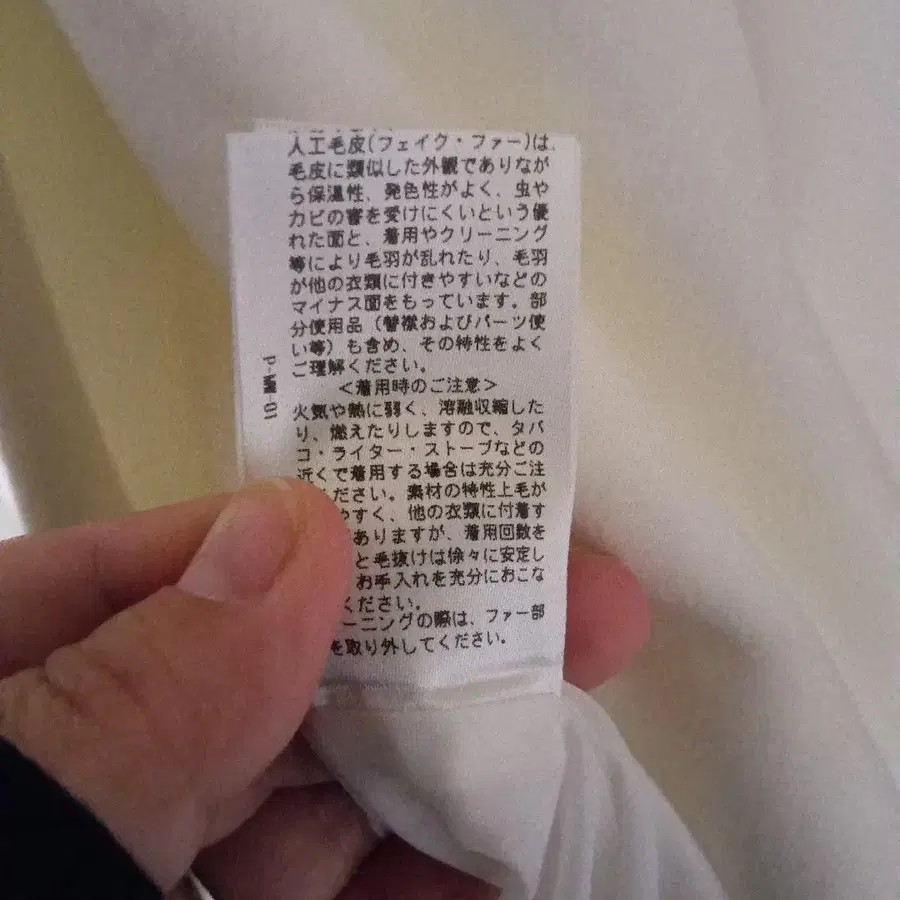 人工毛皮(フェイク・ファー)は、
毛皮に類似した外観でありなが
ら保温性、発色性がよく、虫や
カビの害を受けにくいという優
れた面と、着用やクリーニング
等により毛羽が乱れたり、毛羽
が他の衣類に付きやすいなどの
マイナス面をもっています。部
分使用品(替襟およびパーツ使
い等)も含め、その特性をよく
ご理解ください。
<着用時のご注意>
火気や熱に弱く、溶融収縮した
り、燃えたりしますので、タバ
コ・ライター・ストーブなどの
近くで着用する場合は充分ご注
ください。素材の特性上毛が
やすく、他の衣類に付着す
ありますが、着用回数を
と毛抜けは徐々に安定し
お手入れを充分におこな
ください。
ーニングの際は、ファー部
を取り外してください。
P-WM-01